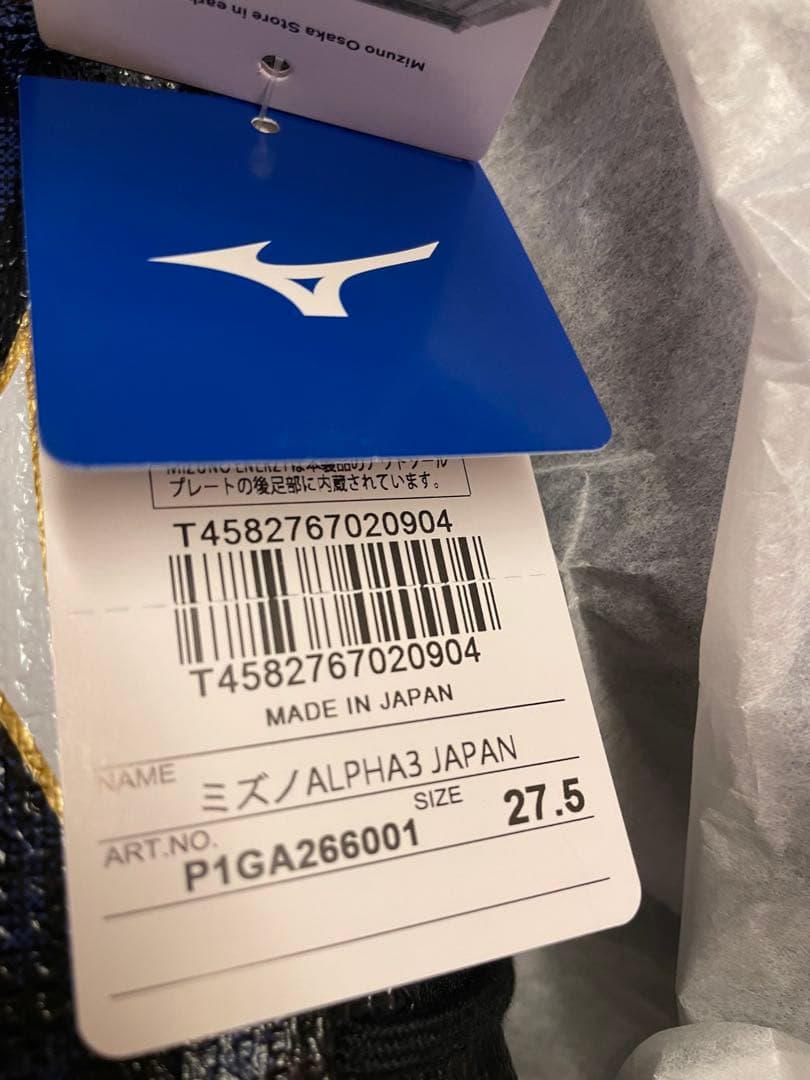 Mizuno Osaka Store in earl
MIZUNO ENERZYは本製品のアウトソール
プレートの後足部に内蔵されています。
T4582767020904
T4582767020904
MADE IN JAPAN
NAME ミズノALPHA3 JAPAN
ART.NO. P1GA266001 SIZE 27.5